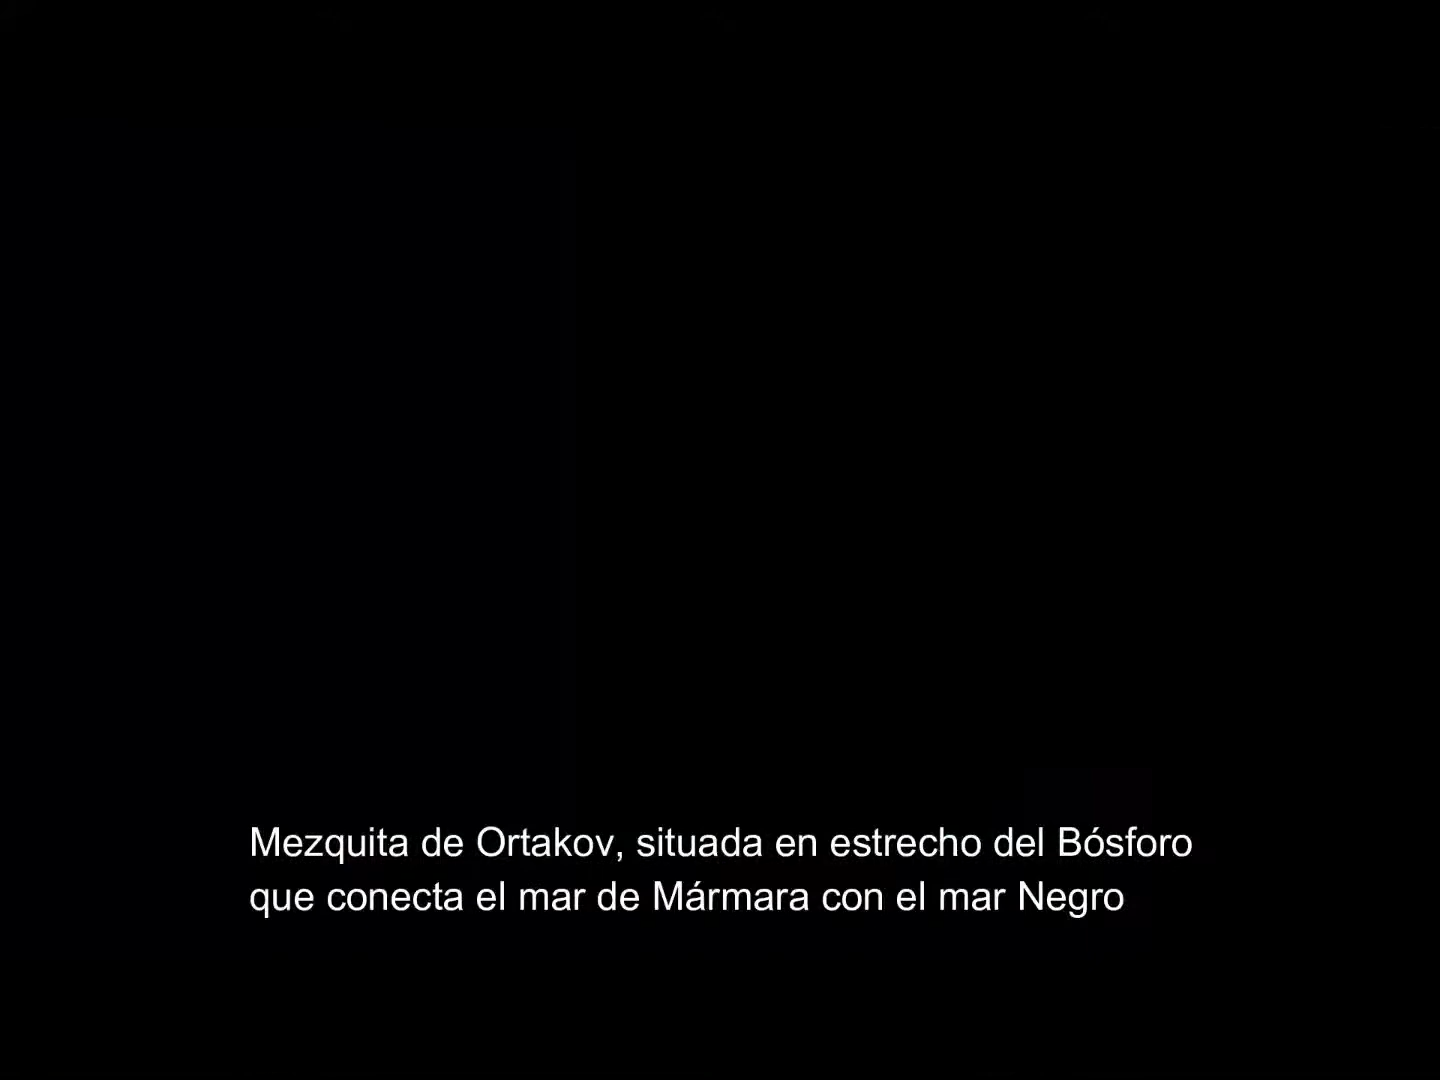 Mezquita de Ortakov, situada en estrecho del Bósforo
que conecta el mar de Mármara con el mar Negro